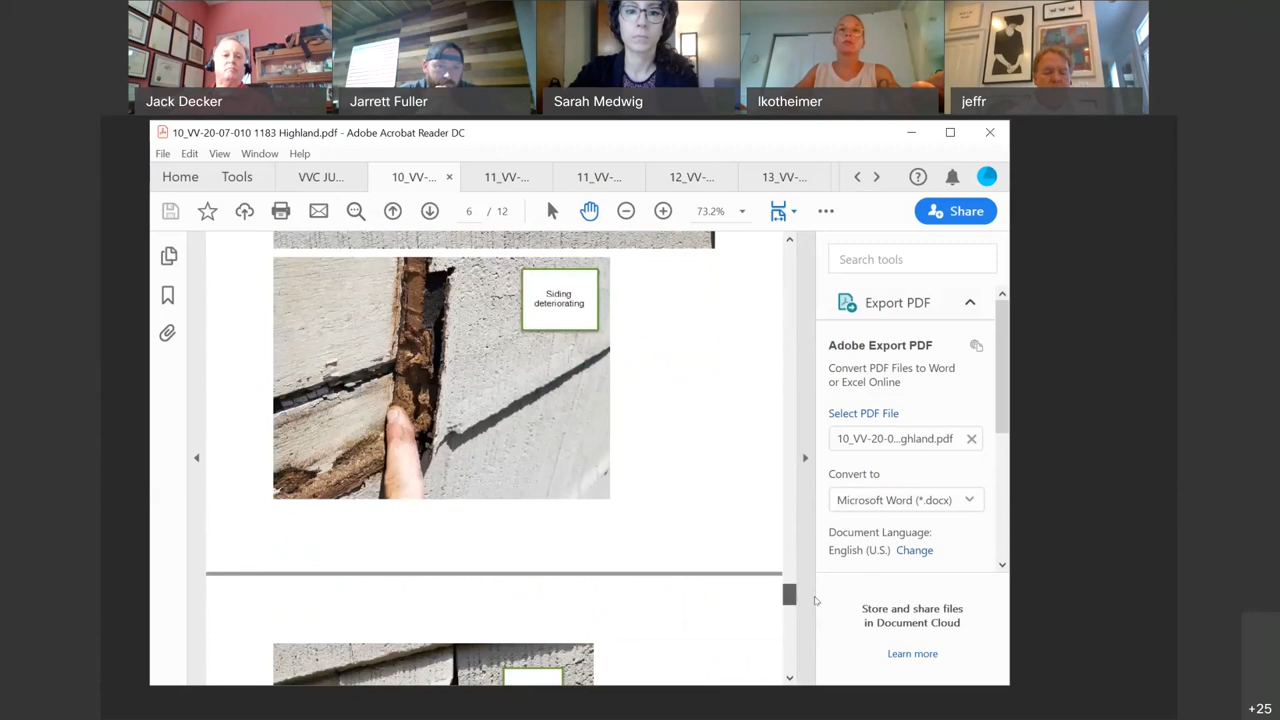 Jack Decker
Jarrett Fuller
Sarah Medwig
lkotheimer
jeffr
10_VV-20-07-010 1183 Highland.pdf - Adobe Acrobat Reader DC
File Edit View Window Help
Home Tools VVC JU... 10_VV-... 11_VV-... 11_VV-... 12_VV-... 13_VV-...
6 / 12 73.2% Share
Siding
deteriorating
Search tools
Export PDF
Adobe Export PDF
Convert PDF Files to Word
or Excel Online
Select PDF File
10_VV-20-0...ghland.pdf
Convert to
Microsoft Word (*.docx)
Document Language:
English (U.S.) Change
Store and share files
in Document Cloud
Learn more
+25